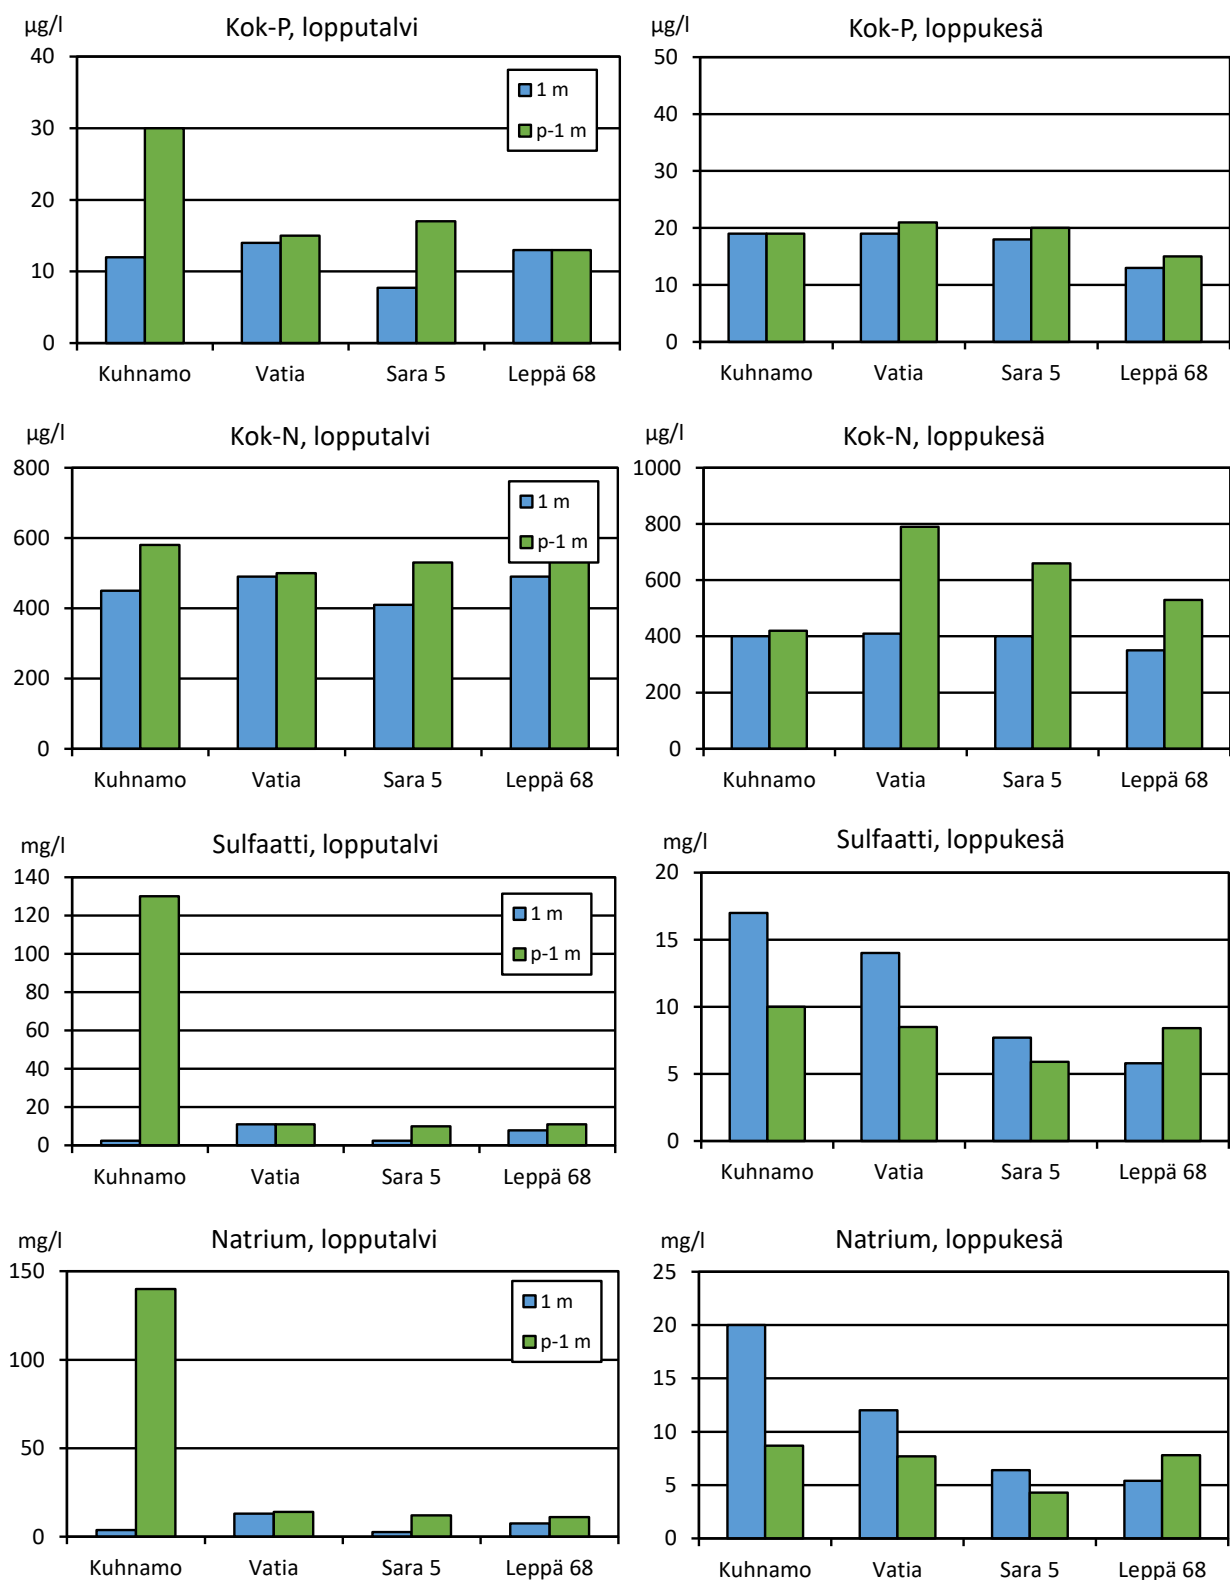 µg/l
Kok-P, lopputalvi
40
30
20
10
0
1 m
p-1 m
Kuhnamo Vatia Sara 5 Leppä 68
µg/l
Kok-P, loppukesä
50
40
30
20
10
0
Kuhnamo Vatia Sara 5 Leppä 68
µg/l
Kok-N, lopputalvi
800
600
400
200
0
1 m
p-1 m
Kuhnamo Vatia Sara 5 Leppä 68
µg/l
Kok-N, loppukesä
1000
800
600
400
200
0
Kuhnamo Vatia Sara 5 Leppä 68
mg/l
Sulfaatti, lopputalvi
140
120
100
80
60
40
20
0
1 m
p-1 m
Kuhnamo Vatia Sara 5 Leppä 68
mg/l
Sulfaatti, loppukesä
20
15
10
5
0
Kuhnamo Vatia Sara 5 Leppä 68
mg/l
Natrium, lopputalvi
150
100
50
0
1 m
p-1 m
Kuhnamo Vatia Sara 5 Leppä 68
mg/l
Natrium, loppukesä
25
20
15
10
5
0
Kuhnamo Vatia Sara 5 Leppä 68